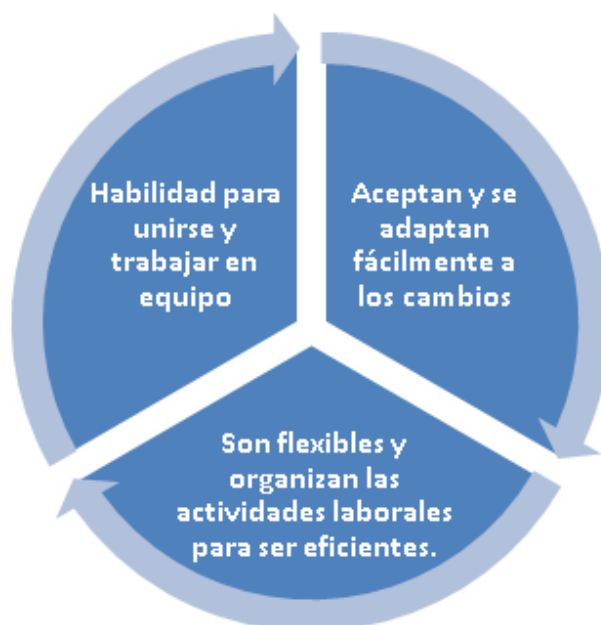 Habilidad para
unirse y
trabajar en
equipo
Aceptan y se
adaptan
fácilmente a
los cambios
Son flexibles y
organizan las
actividades laborales
para ser eficientes.